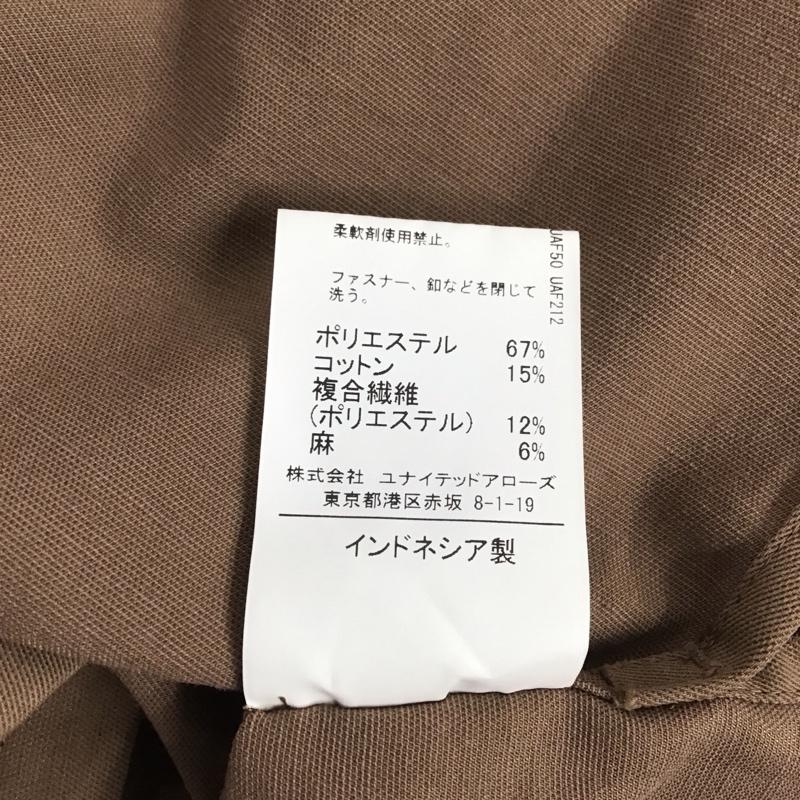 柔軟剤使用禁止。
ファスナー、釦などを閉じて
洗う。
ポリエステル 67%
コットン 15%
複合繊維
(ポリエステル) 12%
麻 6%
株式会社 ユナイテッドアローズ
東京都港区赤坂 8-1-19
インドネシア製
UAF50 UAF212